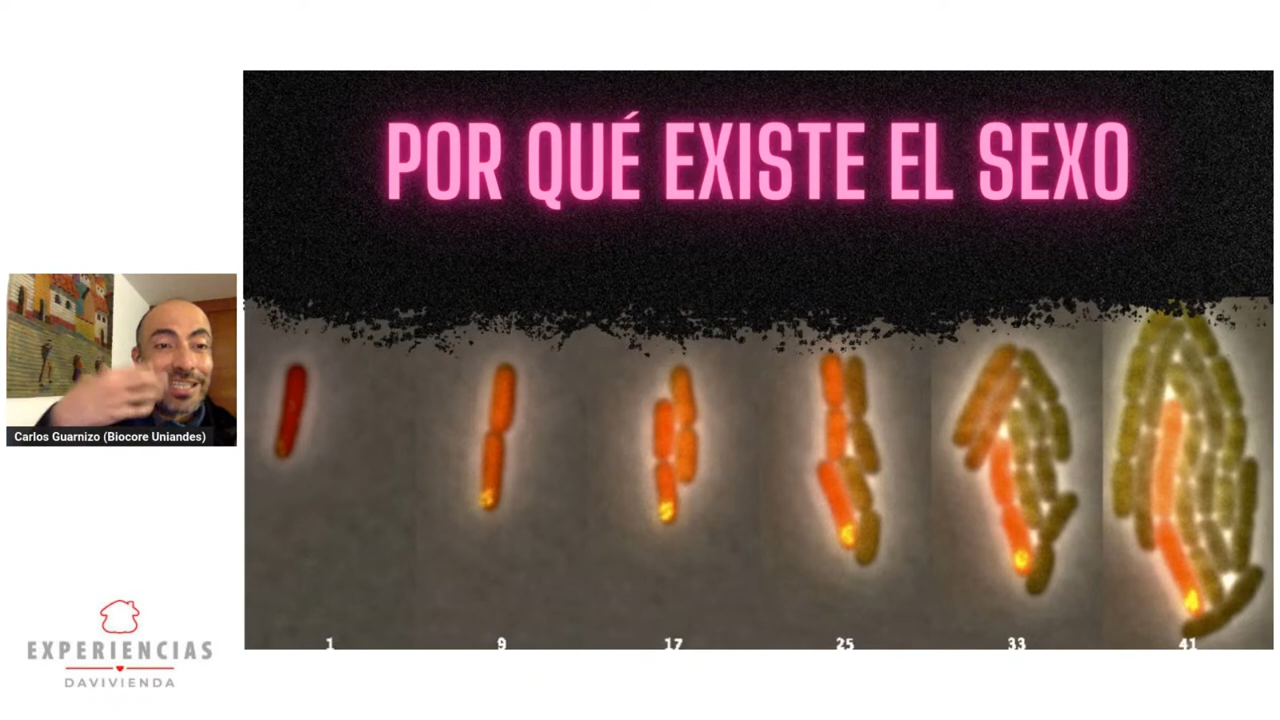 POR QUÉ EXISTE EL SEXO
Carlos Guarnizo (Biocore Uniandes)
1 9 17 25 33 41
EXPERIENCIAS
DAVIVIENDA